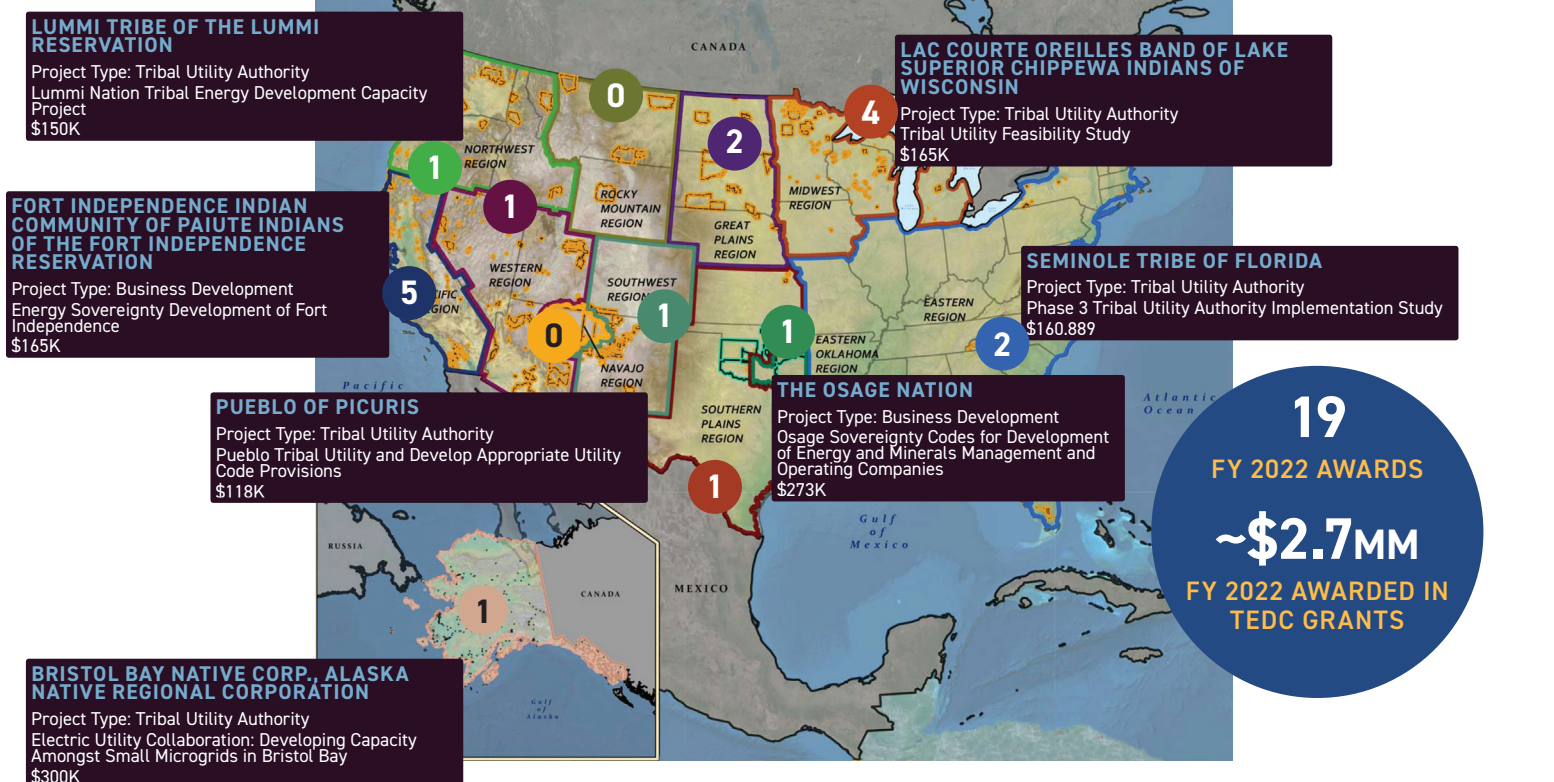 LUMMI TRIBE OF THE LUMMI
RESERVATION
Project Type: Tribal Utility Authority
Lummi Nation Tribal Energy Development Capacity
Project
$150K
CANADA
LAC COURTE OREILLES BAND OF LAKE
SUPERIOR CHIPPEWA INDIANS OF
WISCONSIN
Project Type: Tribal Utility Authority
Tribal Utility Feasibility Study
$165K
0
4
2
1
NORTHWEST
REGION
1
ROCKY
MOUNTAIN
REGION
MIDWEST
REGION
GREAT
PLAINS
REGION
FORT INDEPENDENCE INDIAN
COMMUNITY OF PAIUTE INDIANS
OF THE FORT INDEPENDENCE
RESERVATION
Project Type: Business Development
Energy Sovereignty Development of Fort
Independence
$165K
5
IFIC
GION
WESTERN
REGION
SOUTHWEST
REGION
1
0
NAVAJO
REGION
1
EASTERN
OKLAHOMA
REGION
EASTERN
REGION
2
SEMINOLE TRIBE OF FLORIDA
Project Type: Tribal Utility Authority
Phase 3 Tribal Utility Authority Implementation Study
$160.889
Pacific
Atlantic
Ocean
PUEBLO OF PICURIS
Project Type: Tribal Utility Authority
Pueblo Tribal Utility and Develop Appropriate Utility
Code Provisions
$118K
SOUTHERN
PLAINS
REGION
1
THE OSAGE NATION
Project Type: Business Development
Osage Sovereignty Codes for Development
of Energy and Minerals Management and
Operating Companies
$273K
19
FY 2022 AWARDS
~$2.7MM
FY 2022 AWARDED IN
TEDC GRANTS
Gulf
of
Mexico
RUSSIA
CANADA
MEXICO
1
Gulf
of
Alaska
BRISTOL BAY NATIVE CORP., ALASKA
NATIVE REGIONAL CORPORATION
Project Type: Tribal Utility Authority
Electric Utility Collaboration: Developing Capacity
Amongst Small Microgrids in Bristol Bay
$300K